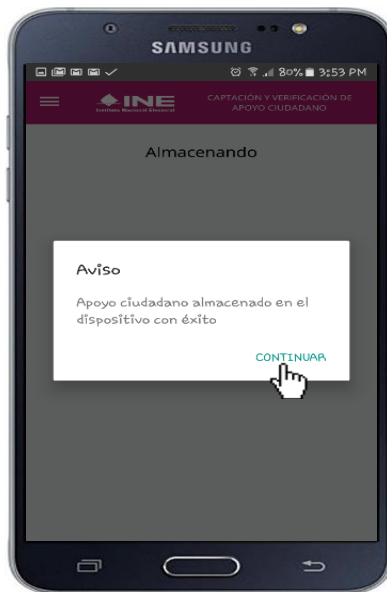 SAMSUNG
80% 3:53 PM
INE
Instituto Nacional Electoral
CAPTACIÓN Y VERIFICACIÓN DE
APOYO CIUDADANO
Almacenando
Aviso
Apoyo ciudadano almacenado en el
dispositivo con éxito
CONTINUAR